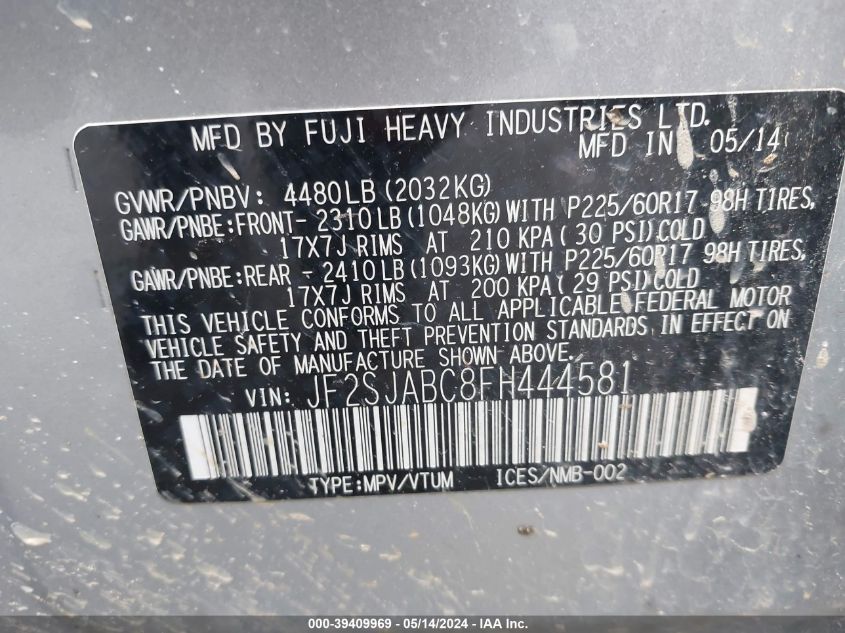 MFD BY FUJI HEAVY INDUSTRIES LTD.
MFD IN 05/14
GVWR/PNBV: 4480LB(2032KG)
GAWR/PNBE:FRONT- 2310LB(1048KG)WITH P225/60R17 98H TIRES,
17X7J RIMS AT 210 KPA(30 PSI)COLD
GAWR/PNBE:REAR - 2410LB(1093KG)WITH P225/60R17 98H TIRES,
17X7J RIMS AT 200 KPA(29 PSI)COLD
THIS VEHICLE CONFORMS TO ALL APPLICABLE FEDERAL MOTOR
VEHICLE SAFETY AND THEFT PREVENTION STANDARDS IN EFFECT ON
THE DATE OF MANUFACTURE SHOWN ABOVE.
VIN: JF2SJABC8FH444581
TYPE:MPV/VTUM ICES/NMB-002
000-39409969 - 05/14/2024 - IAA Inc.